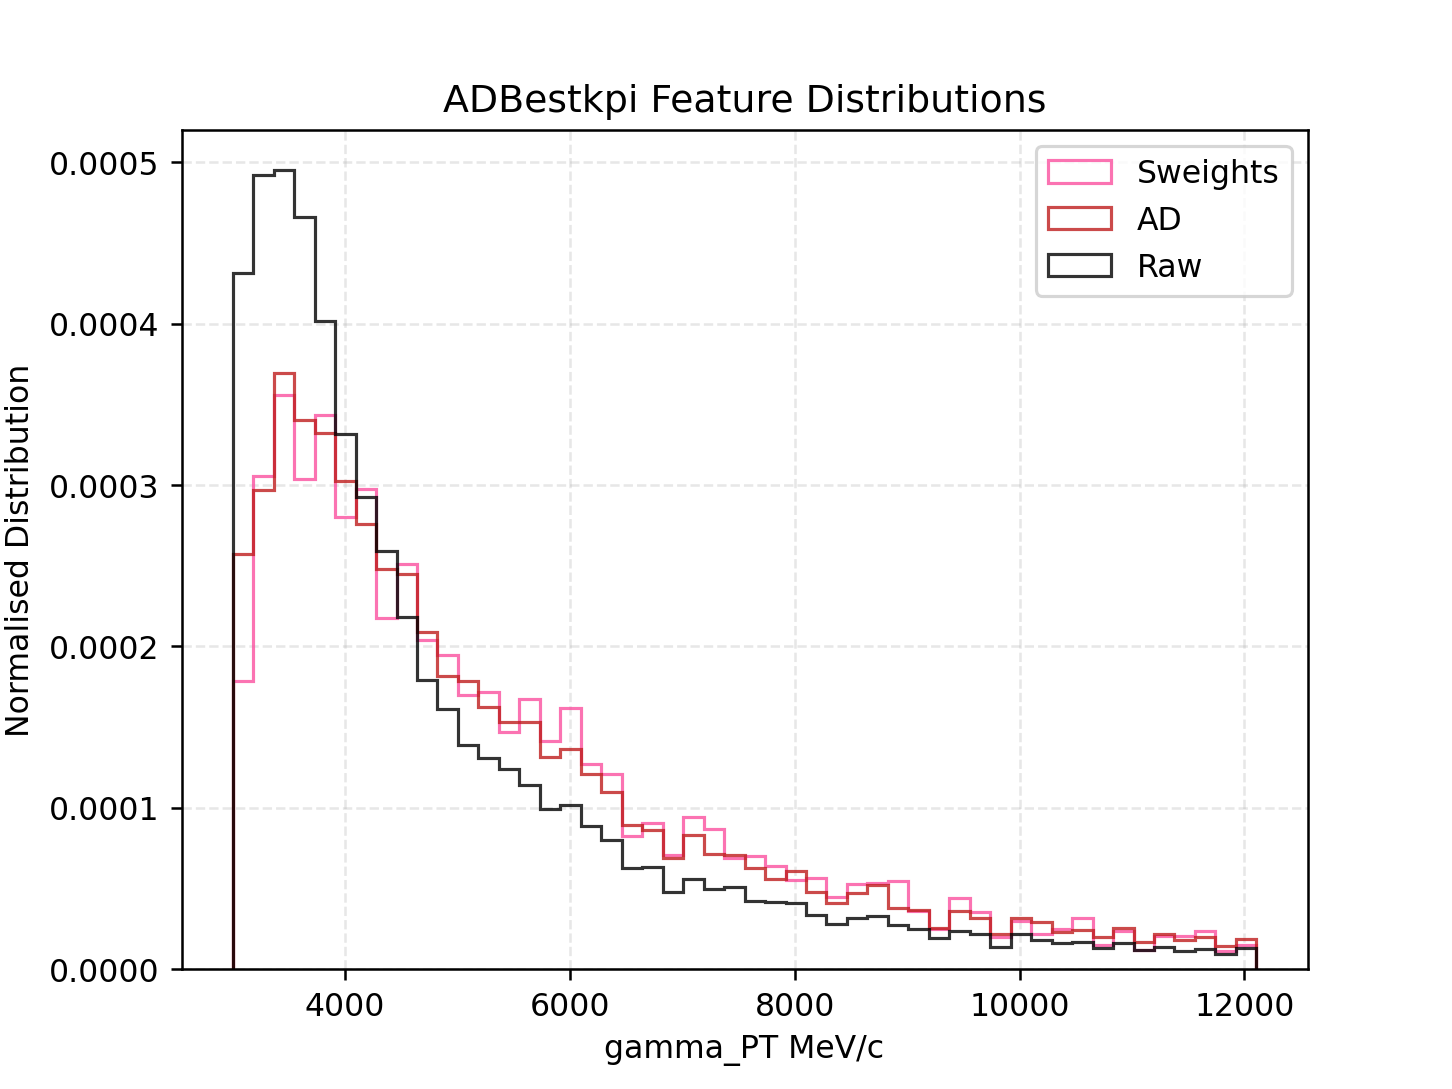 ADBestkpi Feature Distributions
Sweights
AD
Raw
Normalised Distribution
0.0005
0.0004
0.0003
0.0002
0.0001
0.0000
4000 6000 8000 10000 12000
gamma_PT MeV/c